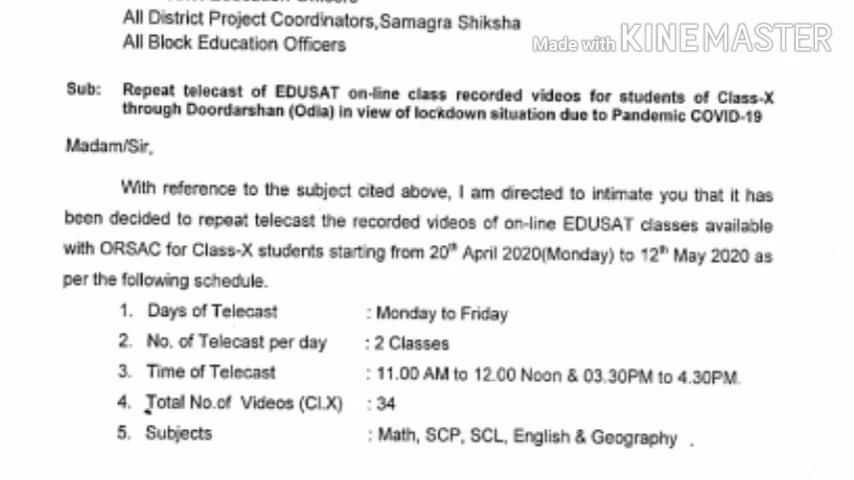 All District Project Coordinators,Samagra Shiksha
All Block Education Officers
Made with KINEMASTER
Sub: Repeat telecast of EDUSAT on-line class recorded videos for students of Class-X
through Doordarshan (Odia) in view of lockdown situation due to Pandemic COVID-19
Madam/Sir,
With reference to the subject cited above, I am directed to intimate you that it has
been decided to repeat telecast the recorded videos of on-line EDUSAT classes available
with ORSAC for Class-X students starting from 20th April 2020(Monday) to 12th May 2020 as
per the following schedule.
1. Days of Telecast : Monday to Friday
2. No. of Telecast per day : 2 Classes
3. Time of Telecast : 11.00 AM to 12.00 Noon & 03.30PM to 4.30PM.
4. Total No.of Videos (Cl.X) : 34
5. Subjects : Math, SCP, SCL, English & Geography .